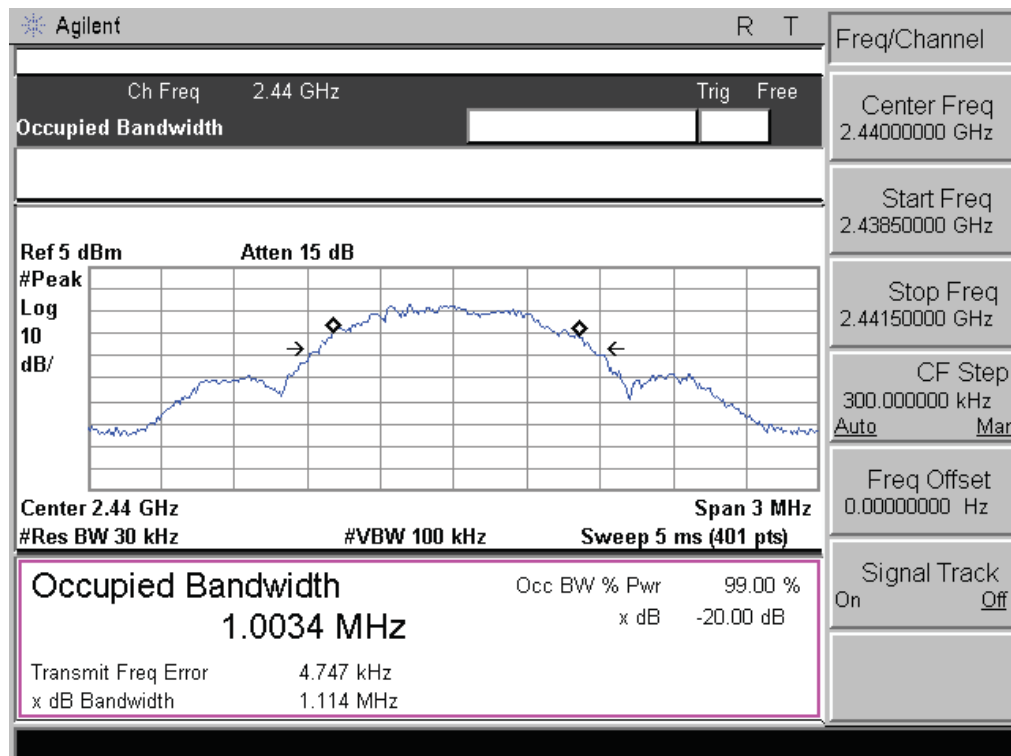 Agilent R T
Ch Freq 2.44 GHz Trig Free
Occupied Bandwidth
Ref 5 dBm Atten 15 dB
#Peak
Log
10
dB/
Center 2.44 GHz Span 3 MHz
#Res BW 30 kHz #VBW 100 kHz Sweep 5 ms (401 pts)
Occupied Bandwidth
1.0034 MHz
Occ BW % Pwr 99.00 %
x dB -20.00 dB
Transmit Freq Error 4.747 kHz
x dB Bandwidth 1.114 MHz
Freq/Channel
Center Freq
2.44000000 GHz
Start Freq
2.43850000 GHz
Stop Freq
2.44150000 GHz
CF Step
300.000000 kHz
Auto Mar
Freq Offset
0.00000000 Hz
Signal Track
On Off